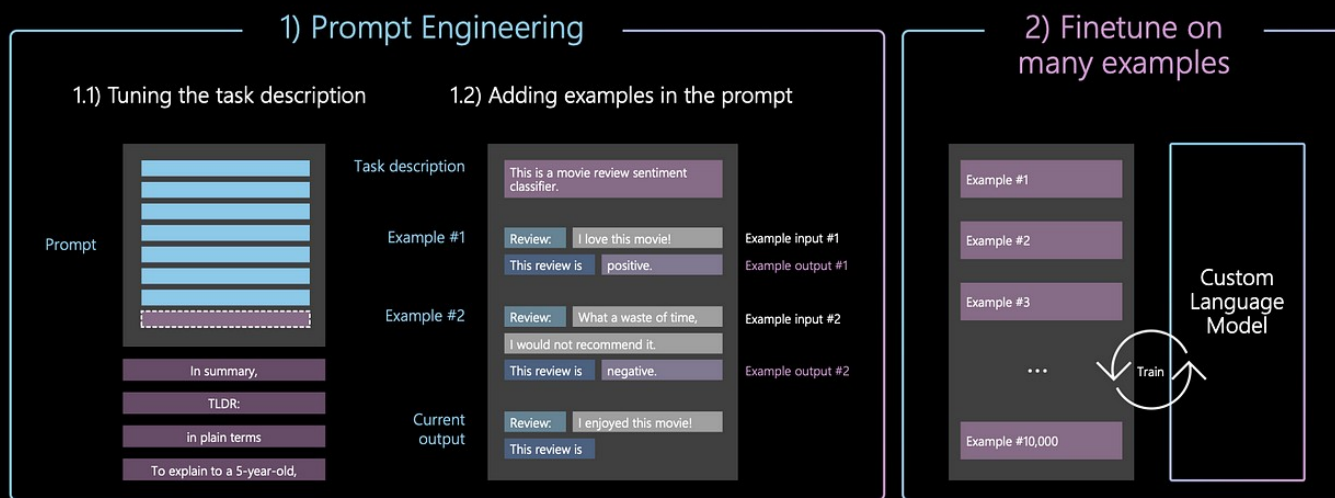 1) Prompt Engineering
1.1) Tuning the task description
Prompt
In summary,
TLDR:
in plain terms
To explain to a 5-year-old,
1.2) Adding examples in the prompt
Task description
This is a movie review sentiment
classifier.
Example #1
Review: I love this movie!
Example input #1
This review is positive.
Example output #1
Example #2
Review: What a waste of time,
Example input #2
I would not recommend it.
This review is negative.
Example output #2
Current
output
Review: I enjoyed this movie!
This review is
2) Finetune on
many examples
Example #1
Example #2
Example #3
...
Example #10,000
Train
Custom
Language
Model